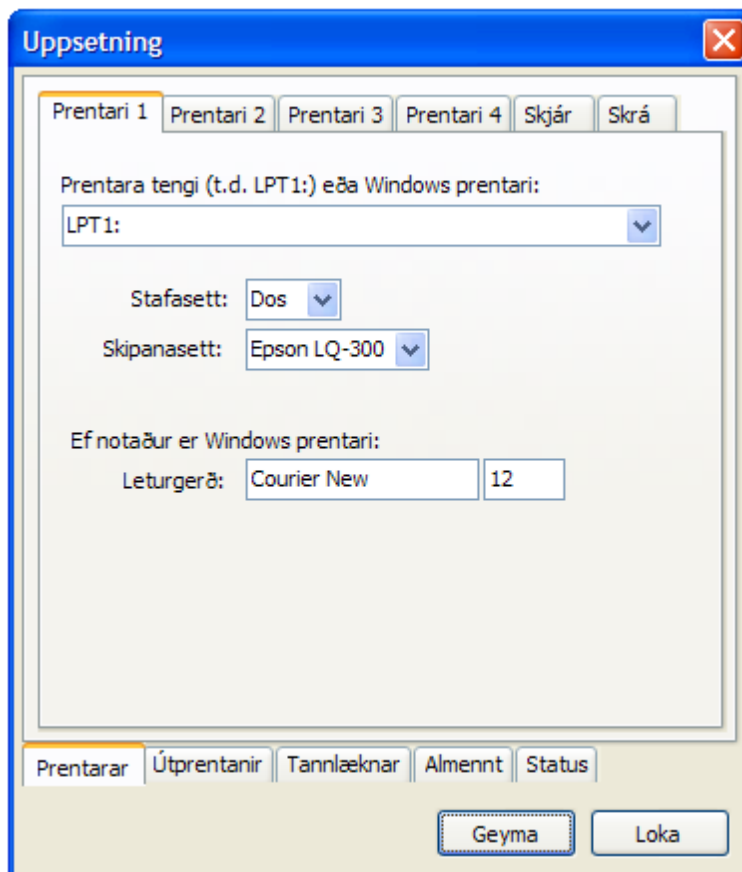 Uppsetning
Prentari 1 Prentari 2 Prentari 3 Prentari 4 Skjár Skrá
Prentara tengi (t.d. LPT1:) eða Windows prentari:
LPT1:
Stafasett: Dos
Skipanasett: Epson LQ-300
Ef notaður er Windows prentari:
Leturgerð: Courier New 12
Prentarar Útprentanir Tannlæknar Almennt Status
Geyma Loka